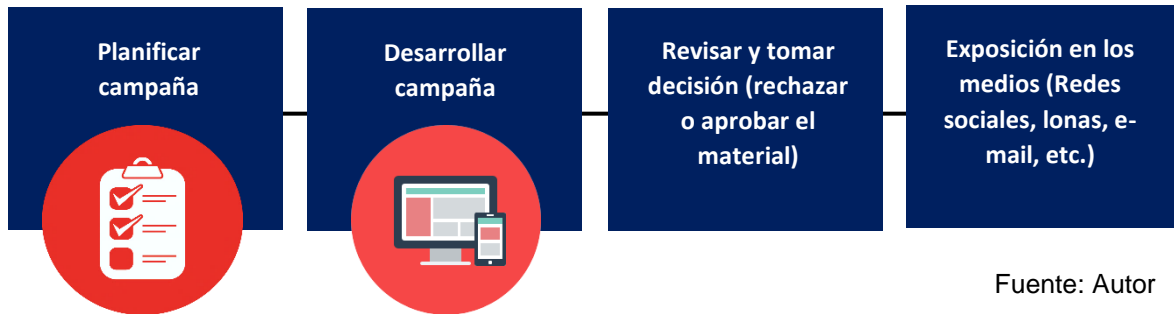 Planificar
campaña
Desarrollar
campaña
Revisar y tomar
decisión (rechazar
o aprobar el
material)
Exposición en los
medios (Redes
sociales, lonas, e-
mail, etc.)
Fuente: Autor